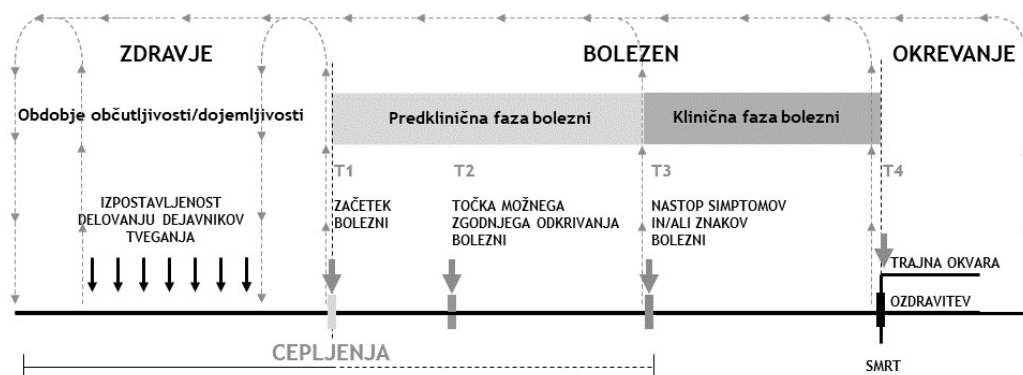 ZDRAVJE
BOLEZEN
OKREVANJE
Obdobje občutljivosti/dojemljivosti
Predklinična faza bolezni
Klinična faza bolezni
T1
T2
T3
T4
IZPOSTAVLJENOST
DELOVANJU DEJAVNIKOV
TVEGANJA
ZAČETEK
BOLEZNI
TOČKA MOŽNEGA
ZGODNJEGA ODKRIVANJA
BOLEZNI
NASTOP SIMPTOMOV
IN/ALI ZNAKOV
BOLEZNI
TRAJNA OKVARA
OZDRAVITEV
SMRT
CEPLJENJA